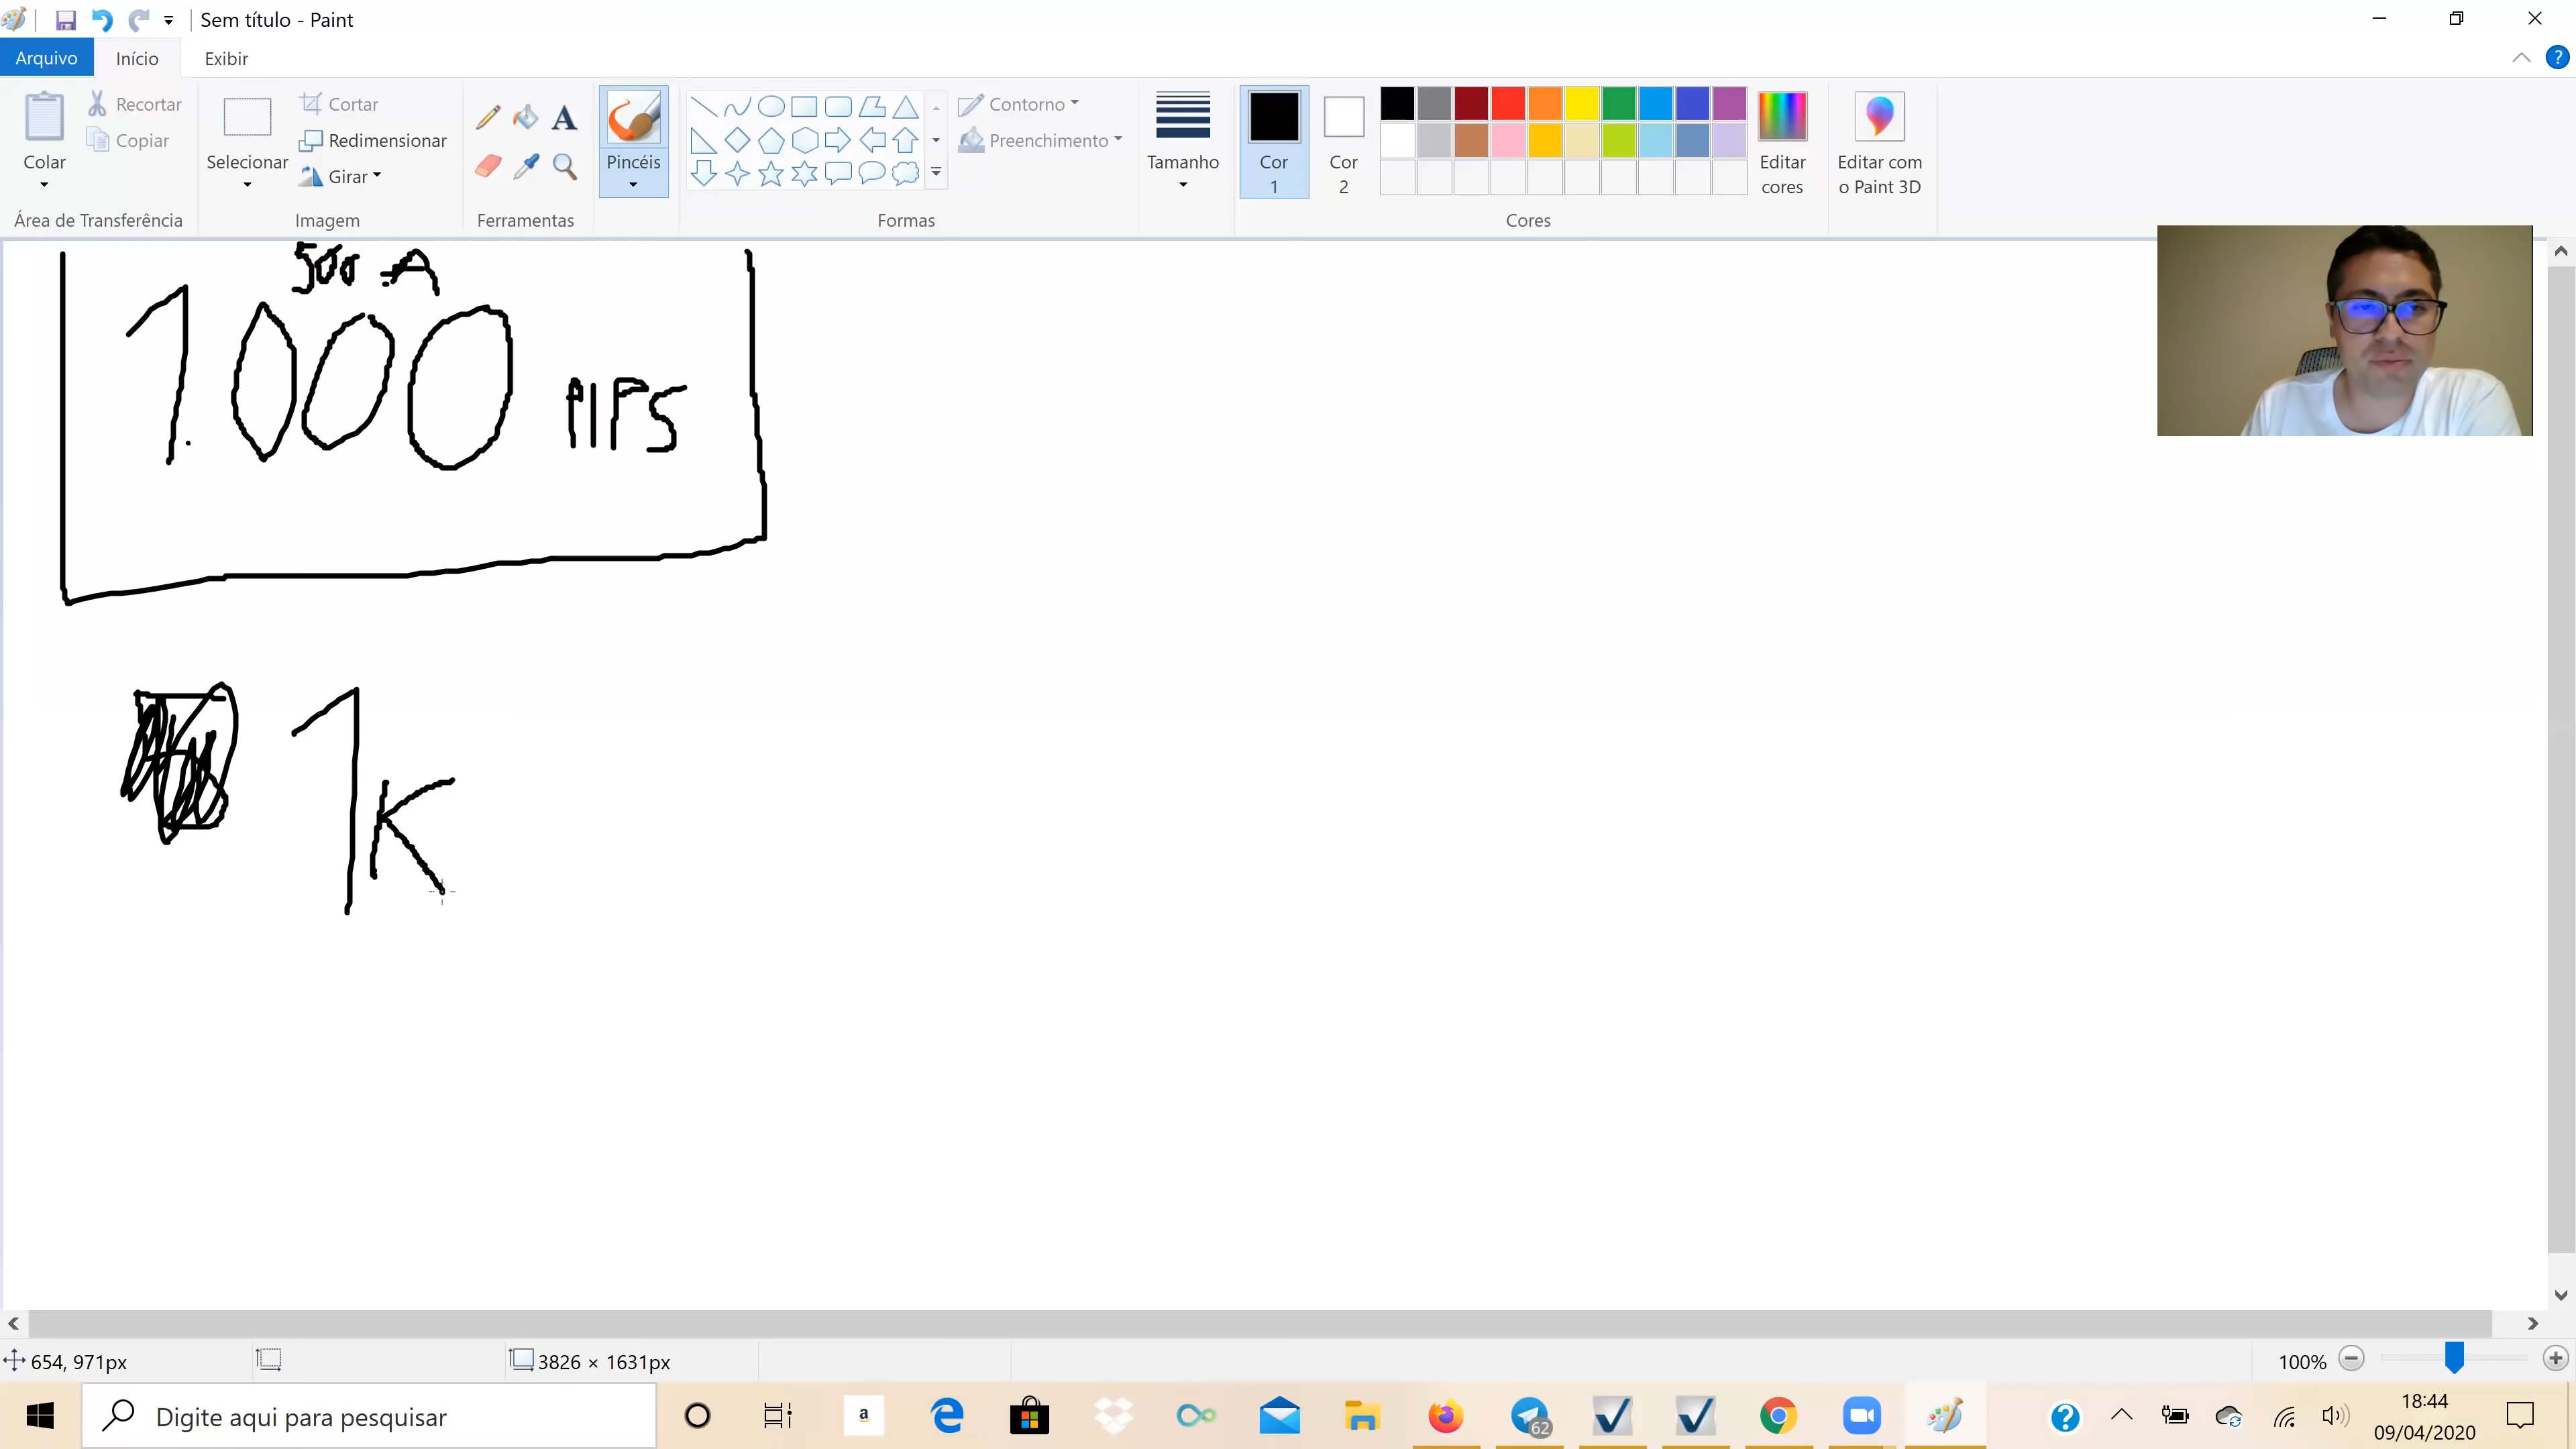 Sem título - Paint
Arquivo
Início
Exibir
Colar
Recortar
Copiar
Área de Transferência
Selecionar
Cortar
Redimensionar
Girar
Imagem
Ferramentas
Pincéis
Formas
Contorno
Preenchimento
Tamanho
Cor
1
Cor
2
Cores
Editar
cores
Editar com
o Paint 3D
1.000 PIPS
1K
654, 971px
3826 × 1631px
100%
Digite aqui para pesquisar
a
62
18:44
09/04/2020